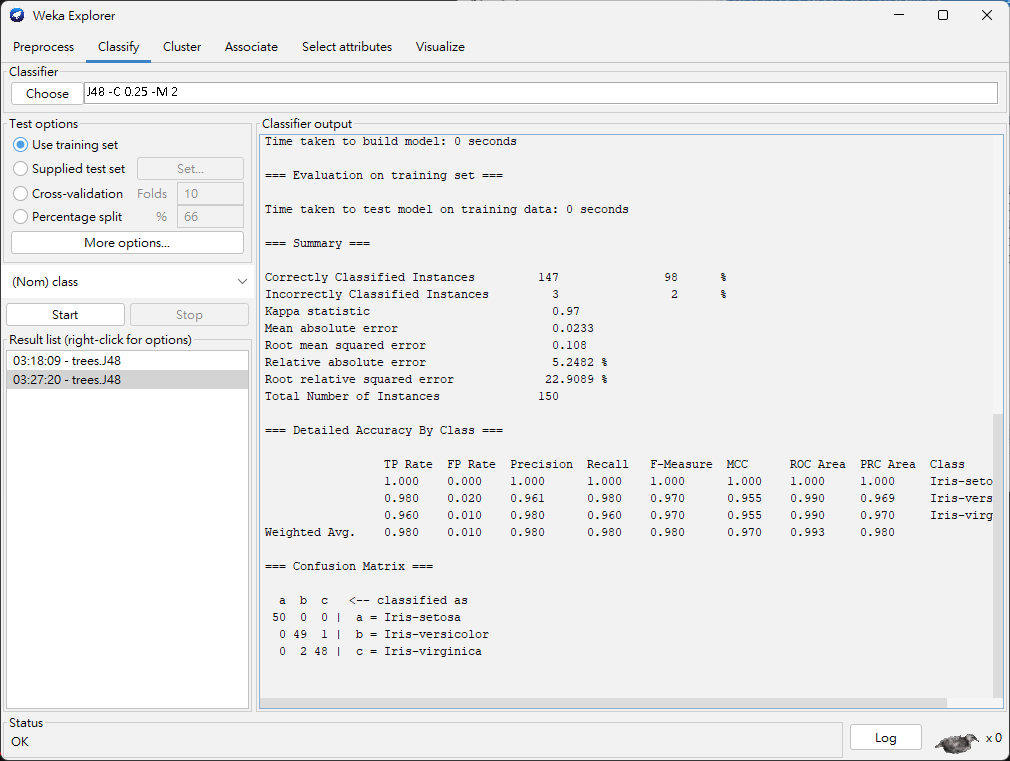 Weka Explorer
Preprocess Classify Cluster Associate Select attributes Visualize
Classifier
Choose J48 -C 0.25 -M 2
Test options
Use training set
Supplied test set Set...
Cross-validation Folds 10
Percentage split % 66
More options...
(Nom) class
Start Stop
Result list (right-click for options)
03:18:09 - trees.J48
03:27:20 - trees.J48
Classifier output
Time taken to build model: 0 seconds
=== Evaluation on training set ===
Time taken to test model on training data: 0 seconds
=== Summary ===
Correctly Classified Instances 147 98 %
Incorrectly Classified Instances 3 2 %
Kappa statistic 0.97
Mean absolute error 0.0233
Root mean squared error 0.108
Relative absolute error 5.2482 %
Root relative squared error 22.9089 %
Total Number of Instances 150
=== Detailed Accuracy By Class ===
TP Rate FP Rate Precision Recall F-Measure MCC ROC Area PRC Area Class
1.000 0.000 1.000 1.000 1.000 1.000 1.000 1.000 Iris-seto
0.980 0.020 0.961 0.980 0.970 0.955 0.990 0.969 Iris-vers
0.960 0.010 0.980 0.960 0.970 0.955 0.990 0.970 Iris-virg
Weighted Avg. 0.980 0.010 0.980 0.980 0.980 0.970 0.993 0.980
=== Confusion Matrix ===
a b c <-- classified as
50 0 0 | a = Iris-setosa
0 49 1 | b = Iris-versicolor
0 2 48 | c = Iris-virginica
Status
OK
Log x 0